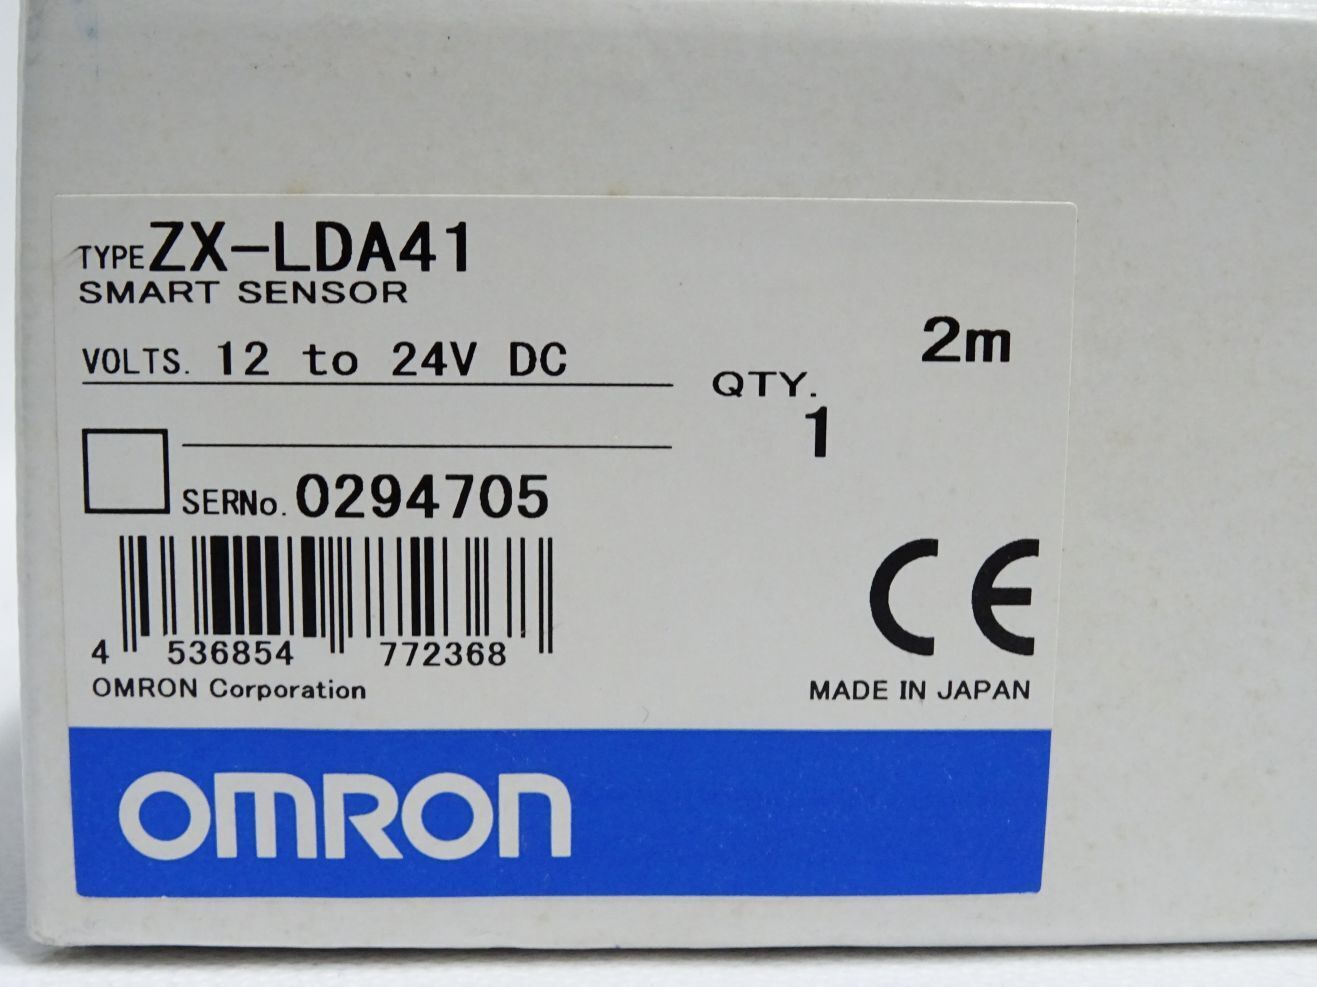 TYPE ZX-LDA41
SMART SENSOR
VOLTS. 12 to 24V DC
2m
QTY.
1
SERNo. 0294705
4 536854 772368
CE
OMRON Corporation
MADE IN JAPAN
OMRON